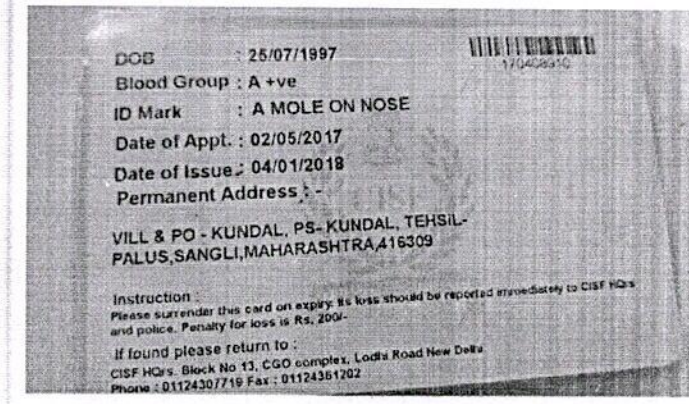 DOB : 25/07/1997
170408910
Blood Group : A +ve
ID Mark : A MOLE ON NOSE
Date of Appt. : 02/05/2017
Date of Issue : 04/01/2018
Permanent Address : -
VILL & PO - KUNDAL, PS- KUNDAL, TEHSIL-
PALUS,SANGLI,MAHARASHTRA,416309
Instruction :
Please surrender this card on expiry. Its loss should be reported immediately to CISF HQrs
and police. Penalty for loss is Rs. 200/-
If found please return to :
CISF HQrs. Block No 13, CGO complex, Lodhi Road New Delhi
Phone : 01124307719 Fax : 01124361202